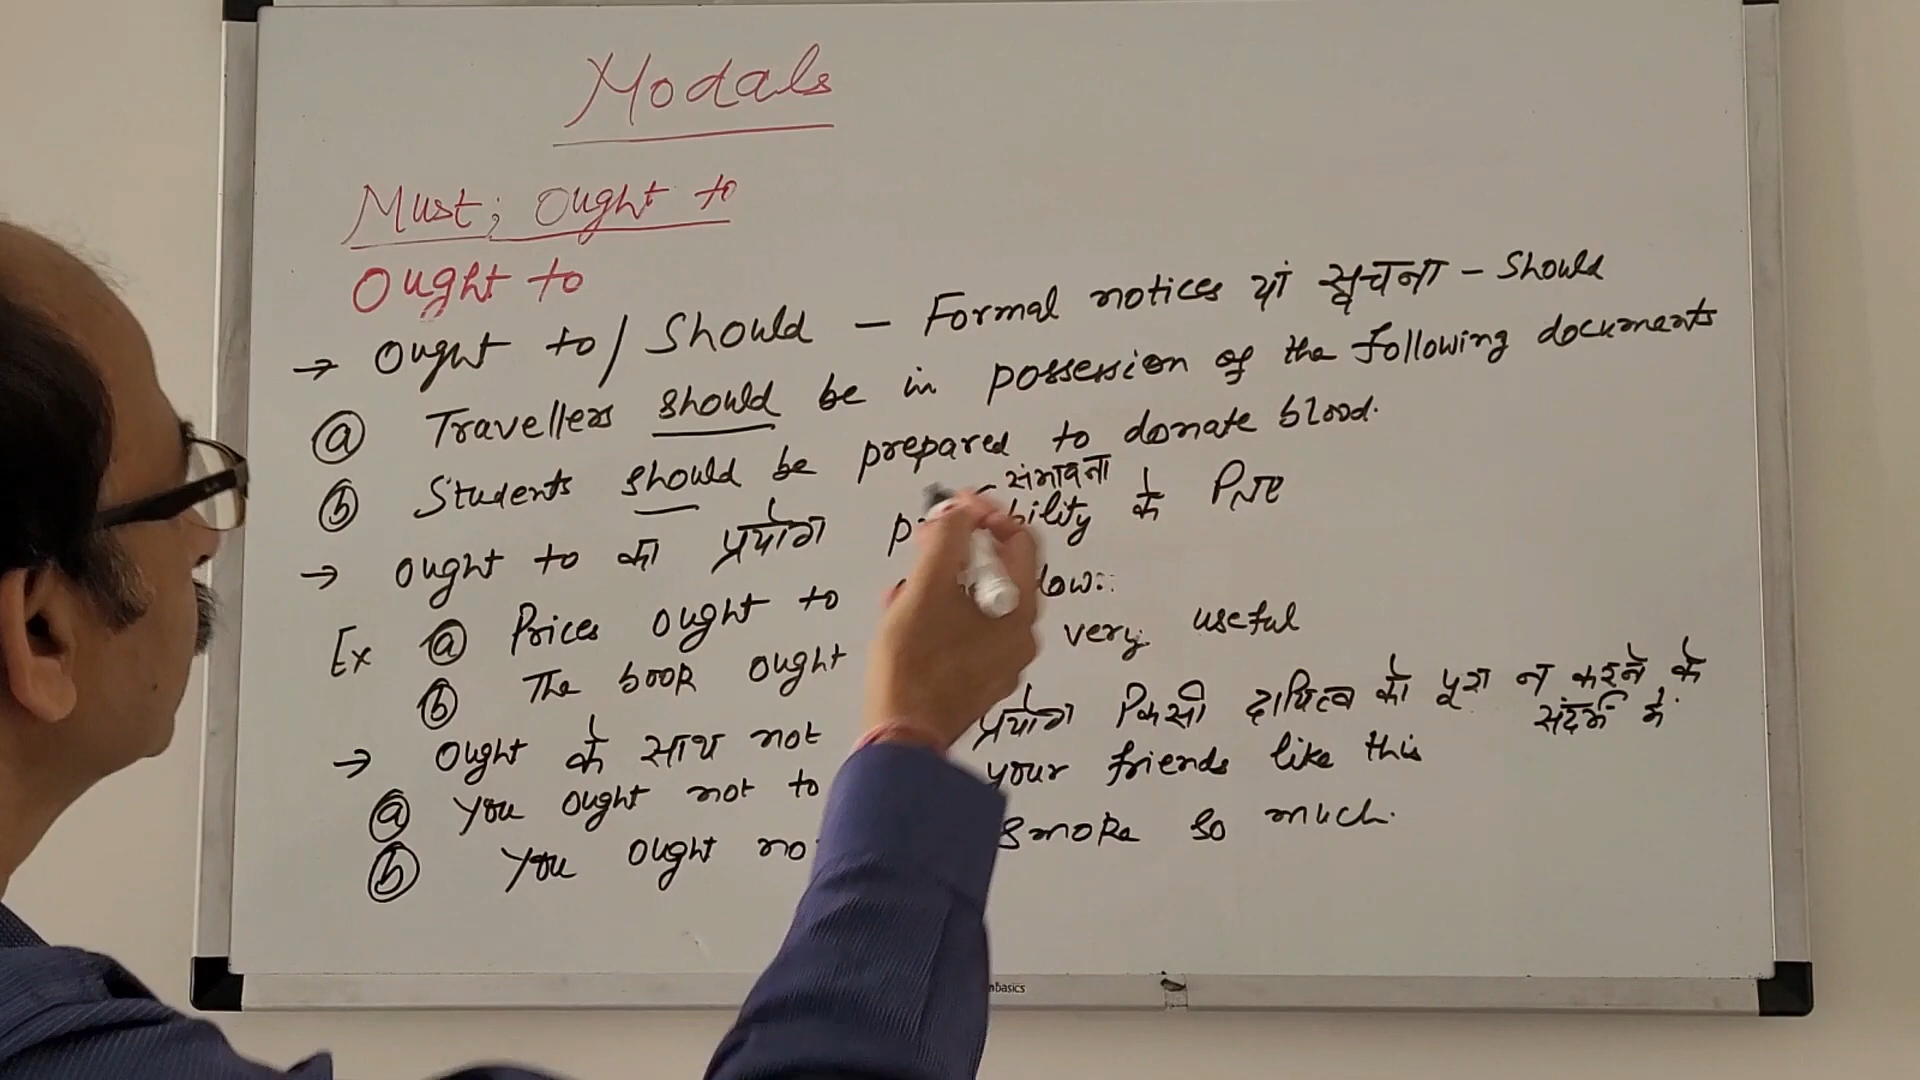 Modals
Must; Ought to
Ought to
→ Ought to / Should – Formal notices या सूचना – Should
ⓐ Travellers should be in possession of the following documents
ⓑ Students should be prepared to donate blood.
संभावना
→ Ought to का प्रयोग bility के लिए
Ex ⓐ Prices ought to low.
ⓑ The book ought very useful
→ Ought के साथ not प्रयोग किसी दायित्व को पूरा न करने के
संदर्भ में.
ⓐ You ought not to your friends like this
ⓑ You ought smoke so much.
basics